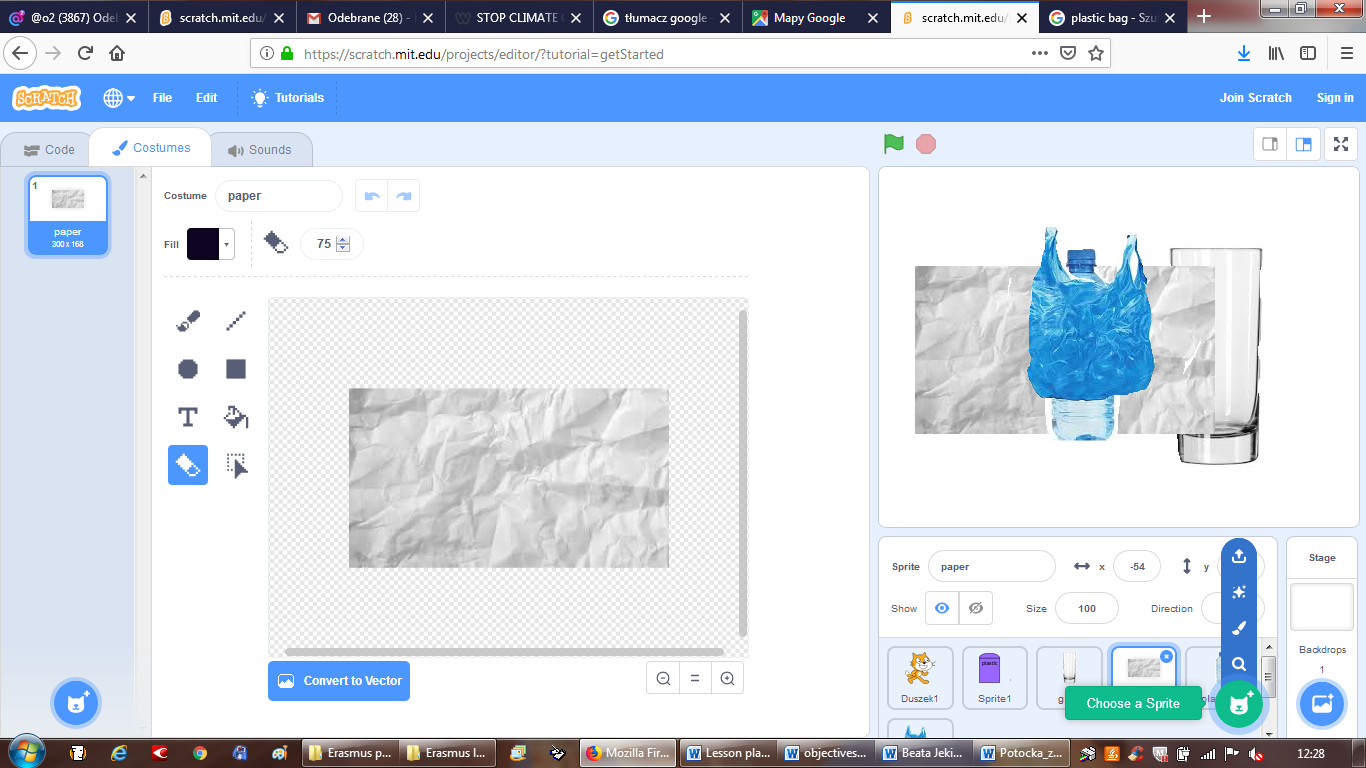 @o2 (3867) Odeb
scratch.mit.edu/
Odebrane (28) -
STOP CLIMATE C
tłumacz google -
Mapy Google
scratch.mit.edu/p
plastic bag - Szu
https://scratch.mit.edu/projects/editor/?tutorial=getStarted
SCRATCH
File
Edit
Tutorials
Join Scratch
Sign in
Code
Costumes
Sounds
1
paper
300 x 168
Costume
paper
Fill
75
Convert to Vector
Sprite
paper
x
-54
y
Show
Size
100
Direction
Stage
Backdrops
1
plastic
Duszek1
Sprite1
Choose a Sprite
Erasmus p...
Erasmus l...
Mozilla Fir...
Lesson pla...
objectives...
Beata Jeki...
Potocka_z...
12:28